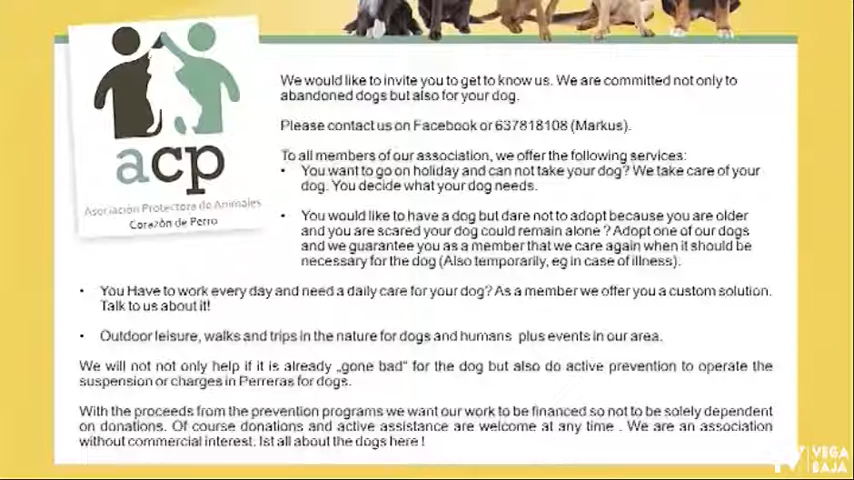 We would like to invite you to get to know us. We are committed not only to
abandoned dogs but also for your dog.
Please contact us on Facebook or 637818108 (Markus).
To all members of our association, we offer the following services:
• You want to go on holiday and can not take your dog? We take care of your
dog. You decide what your dog needs.
• You would like to have a dog but dare not to adopt because you are older
and you are scared your dog could remain alone ? Adopt one of our dogs
and we guarantee you as a member that we care again when it should be
necessary for the dog (Also temporarily, eg in case of illness).
acp
Asociación Protectora de Animales
Corazón de Perro
• You Have to work every day and need a daily care for your dog? As a member we offer you a custom solution.
Talk to us about it!
• Outdoor leisure, walks and trips in the nature for dogs and humans plus events in our area.
We will not not only help if it is already „gone bad“ for the dog but also do active prevention to operate the
suspension or charges in Perreras for dogs.
With the proceeds from the prevention programs we want our work to be financed so not to be solely dependent
on donations. Of course donations and active assistance are welcome at any time . We are an association
without commercial interest. Ist all about the dogs here !
TV VEGA
BAJA